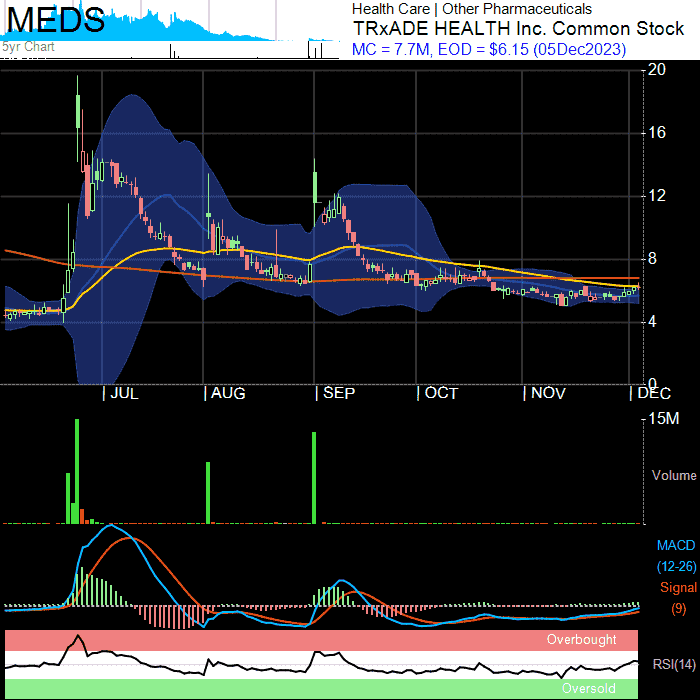 MEDS
5yr Chart
Health Care | Other Pharmaceuticals
TRxADE HEALTH Inc. Common Stock
MC = 7.7M, EOD = $6.15 (05Dec2023)
20
16
12
8
4
0
| JUL | AUG | SEP | OCT | NOV | DEC
15M
Volume
MACD
(12-26)
Signal
(9)
Overbought
RSI(14)
Oversold